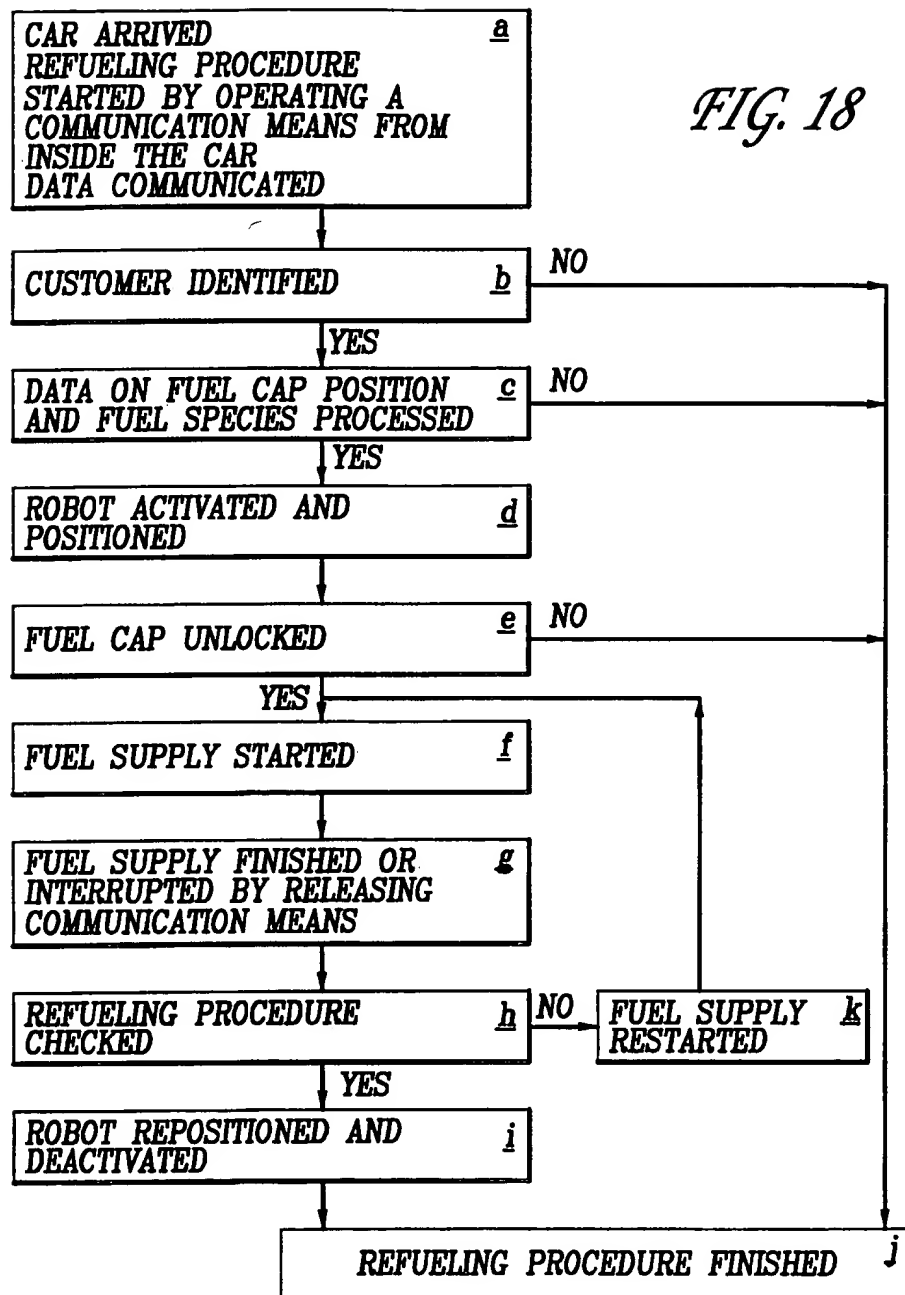 FIG. 18
CAR ARRIVED a
REFUELING PROCEDURE
STARTED BY OPERATING A
COMMUNICATION MEANS FROM
INSIDE THE CAR
DATA COMMUNICATED
CUSTOMER IDENTIFIED b
NO
YES
DATA ON FUEL CAP POSITION c
AND FUEL SPECIES PROCESSED
NO
YES
ROBOT ACTIVATED AND d
POSITIONED
FUEL CAP UNLOCKED e
NO
YES
FUEL SUPPLY STARTED f
FUEL SUPPLY FINISHED OR g
INTERRUPTED BY RELEASING
COMMUNICATION MEANS
REFUELING PROCEDURE h
CHECKED
NO
FUEL SUPPLY k
RESTARTED
YES
ROBOT REPOSITIONED AND i
DEACTIVATED
REFUELING PROCEDURE FINISHED j